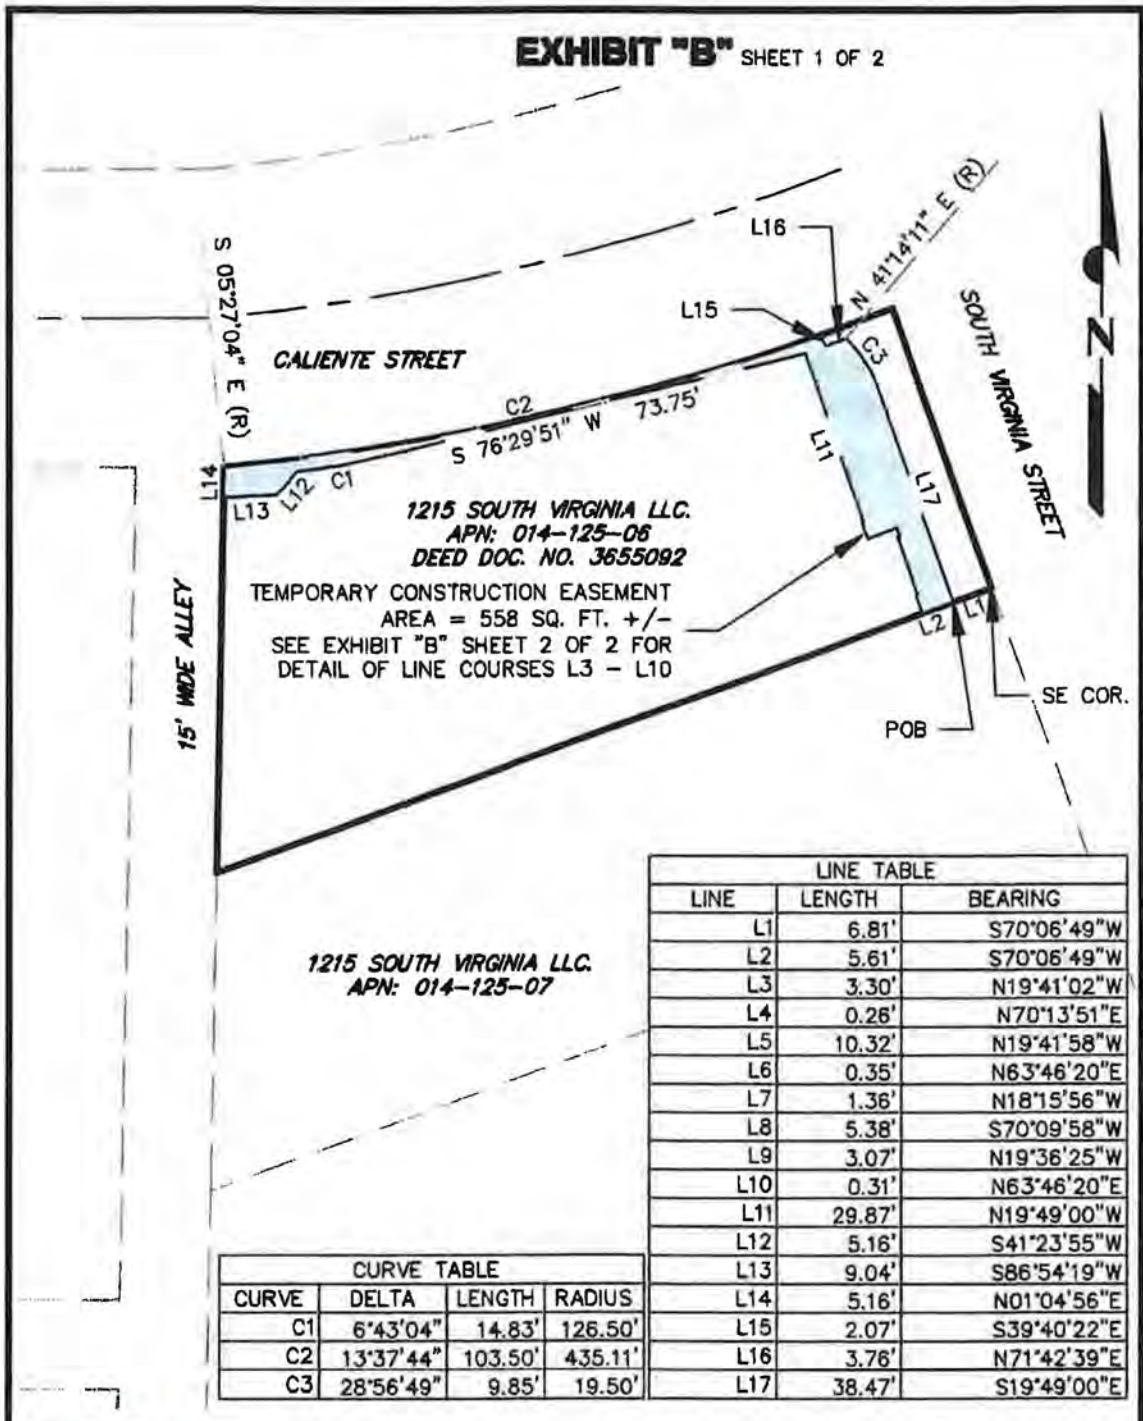 EXHIBIT "B" SHEET 1 OF 2
S 05°27'04" E (R)
CALIENTE STREET
L15
L16
N 41°14'11" E (R)
C3
SOUTH VIRGINIA STREET
N
C2
S 76°29'51" W 73.75'
L14
L13
L12
C1
L11
L17
1215 SOUTH VIRGINIA LLC.
APN: 014-125-06
DEED DOC. NO. 3655092
TEMPORARY CONSTRUCTION EASEMENT
AREA = 558 SQ. FT. +/-
SEE EXHIBIT "B" SHEET 2 OF 2 FOR
DETAIL OF LINE COURSES L3 - L10
L2
L1
SE COR.
POB
15' WIDE ALLEY
1215 SOUTH VIRGINIA LLC.
APN: 014-125-07
LINE TABLE
LINE LENGTH BEARING
L1 6.81' S70°06'49"W
L2 5.61' S70°06'49"W
L3 3.30' N19°41'02"W
L4 0.26' N70°13'51"E
L5 10.32' N19°41'58"W
L6 0.35' N63°46'20"E
L7 1.36' N18°15'56"W
L8 5.38' S70°09'58"W
L9 3.07' N19°36'25"W
L10 0.31' N63°46'20"E
L11 29.87' N19°49'00"W
L12 5.16' S41°23'55"W
L13 9.04' S86°54'19"W
L14 5.16' N01°04'56"E
L15 2.07' S39°40'22"E
L16 3.76' N71°42'39"E
L17 38.47' S19°49'00"E
CURVE TABLE
CURVE DELTA LENGTH RADIUS
C1 6°43'04" 14.83' 126.50'
C2 13°37'44" 103.50' 435.11'
C3 28°56'49" 9.85' 19.50'